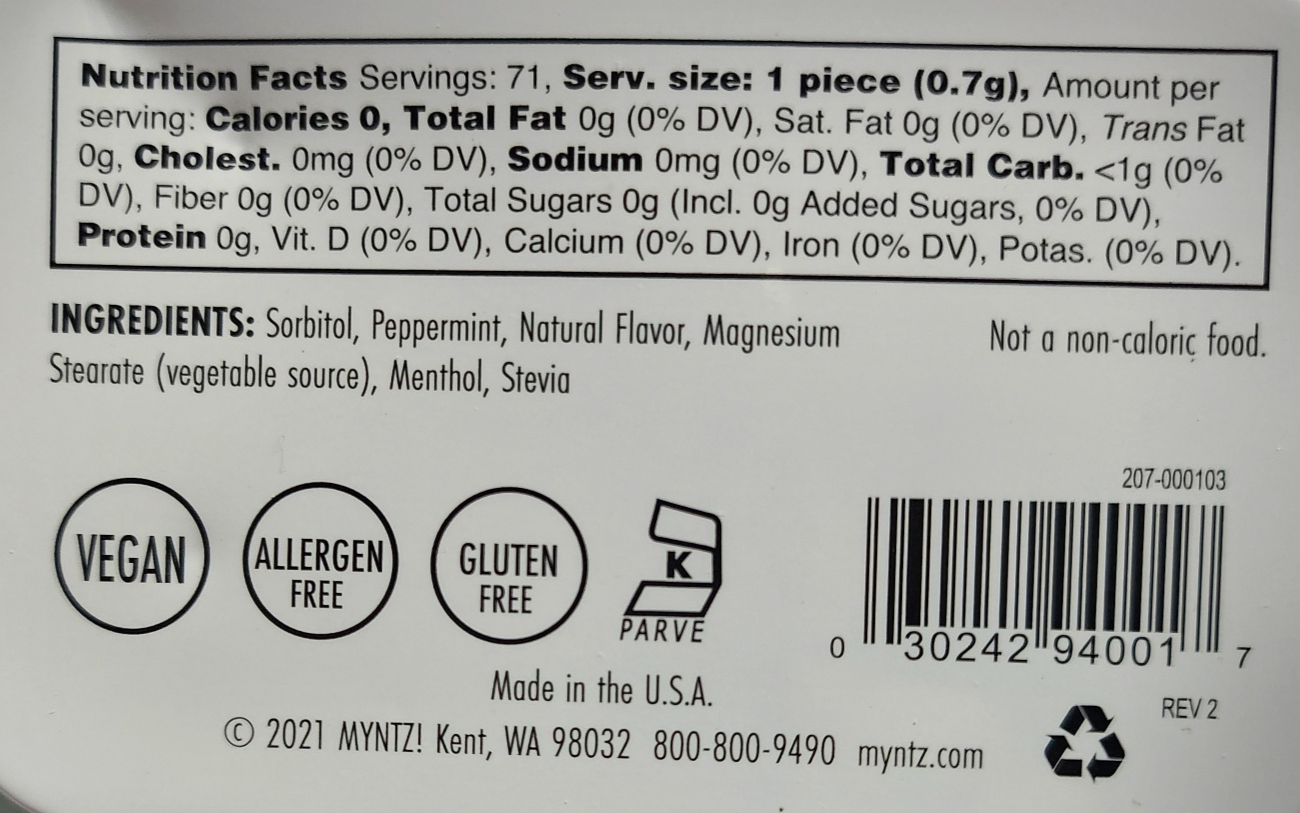 Nutrition Facts Servings: 71, Serv. size: 1 piece (0.7g), Amount per
serving: Calories 0, Total Fat 0g (0% DV), Sat. Fat 0g (0% DV), Trans Fat
0g, Cholest. 0mg (0% DV), Sodium 0mg (0% DV), Total Carb. <1g (0%
DV), Fiber 0g (0% DV), Total Sugars 0g (Incl. 0g Added Sugars, 0% DV),
Protein 0g, Vit. D (0% DV), Calcium (0% DV), Iron (0% DV), Potas. (0% DV).
INGREDIENTS: Sorbitol, Peppermint, Natural Flavor, Magnesium
Stearate (vegetable source), Menthol, Stevia
Not a non-caloric food.
VEGAN
ALLERGEN
FREE
GLUTEN
FREE
K
PARVE
207-000103
0 30242 94001 7
REV 2
Made in the U.S.A.
© 2021 MYNTZ! Kent, WA 98032 800-800-9490 myntz.com